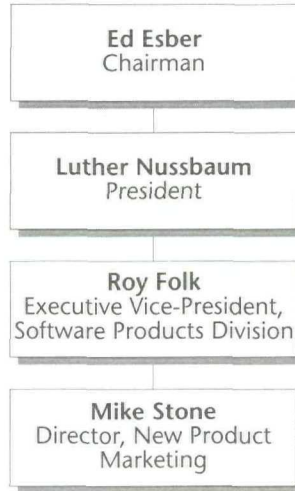 Ed Esber
Chairman
Luther Nussbaum
President
Roy Folk
Executive Vice-President,
Software Products Division
Mike Stone
Director, New Product
Marketing